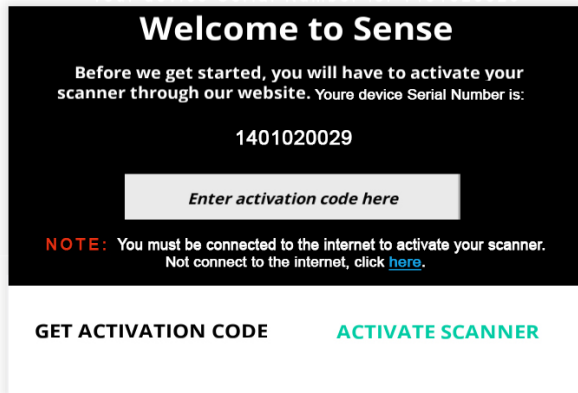 Welcome to Sense
Before we get started, you will have to activate your
scanner through our website. Youre device Serial Number is:
1401020029
Enter activation code here
NOTE: You must be connected to the internet to activate your scanner.
Not connect to the internet, click here.
GET ACTIVATION CODE
ACTIVATE SCANNER